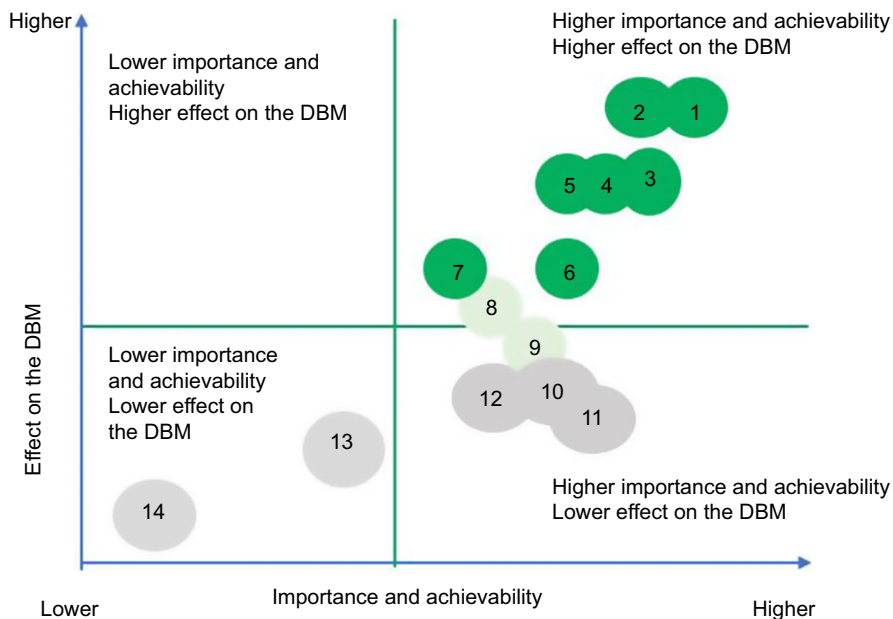 Higher
Lower importance and
achievability
Higher effect on the DBM
Higher importance and achievability
Higher effect on the DBM
2
1
5
4
3
7
6
8
9
Effect on the DBM
Lower importance
and achievability
Lower effect on
the DBM
12
10
11
13
14
Higher importance and achievability
Lower effect on the DBM
Lower
Importance and achievability
Higher